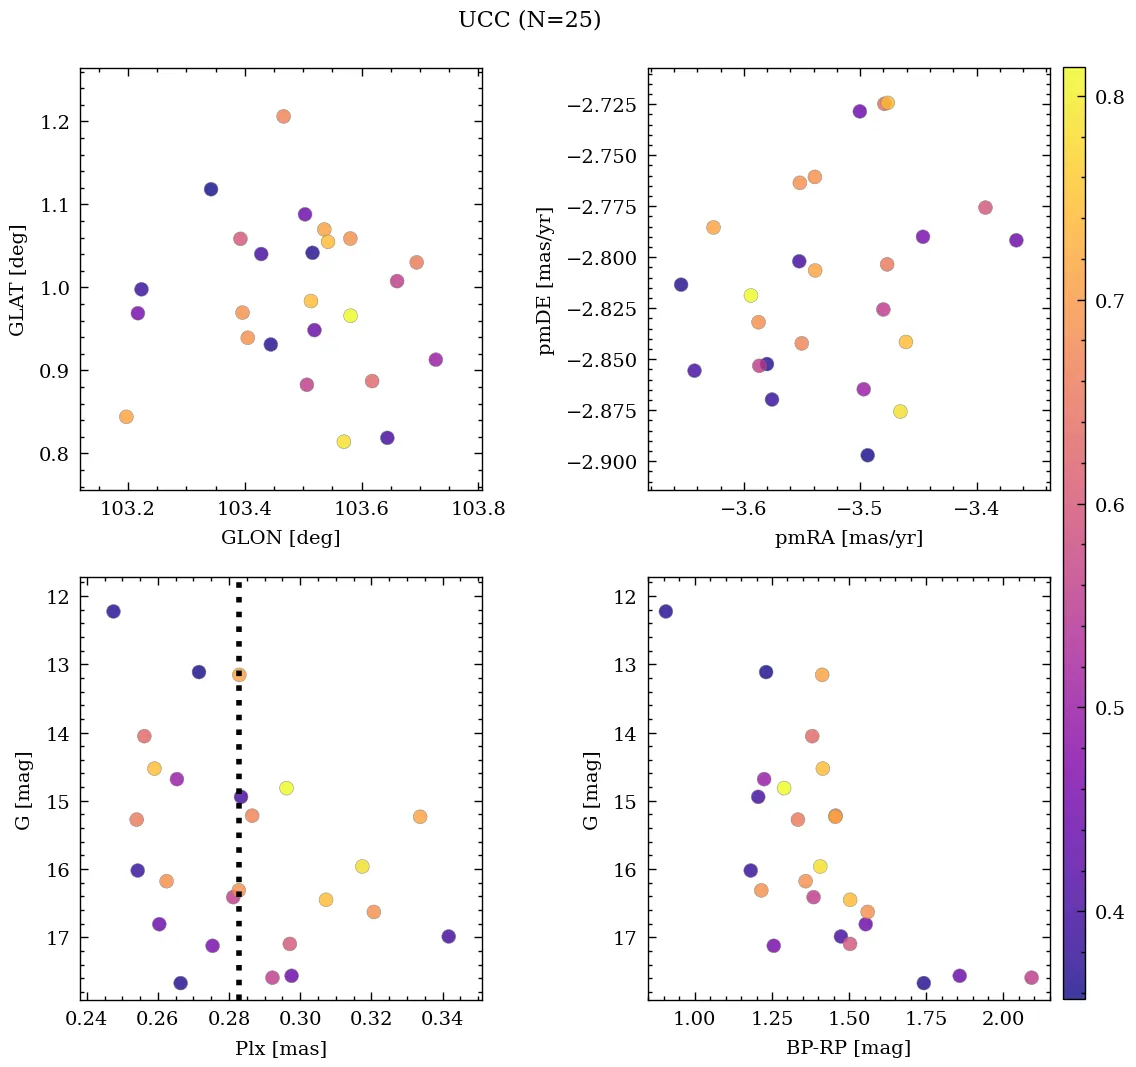 UCC (N=25)
1.2
1.1
1.0
0.9
0.8
GLAT [deg]
103.2 103.4 103.6 103.8
GLON [deg]
−2.725
−2.750
−2.775
−2.800
−2.825
−2.850
−2.875
−2.900
pmDE [mas/yr]
−3.6 −3.5 −3.4
pmRA [mas/yr]
0.8
0.7
0.6
0.5
0.4
12
13
14
15
16
17
G [mag]
0.24 0.26 0.28 0.30 0.32 0.34
Plx [mas]
12
13
14
15
16
17
G [mag]
1.00 1.25 1.50 1.75 2.00
BP-RP [mag]